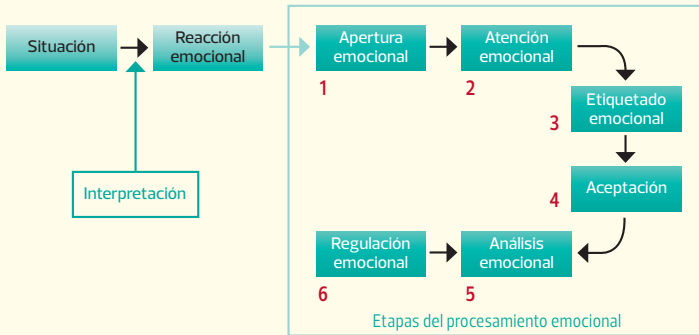 Situación
Reacción
emocional
Apertura
emocional
1
Atención
emocional
2
Etiquetado
emocional
3
Interpretación
Aceptación
4
Regulación
emocional
6
Análisis
emocional
5
Etapas del procesamiento emocional